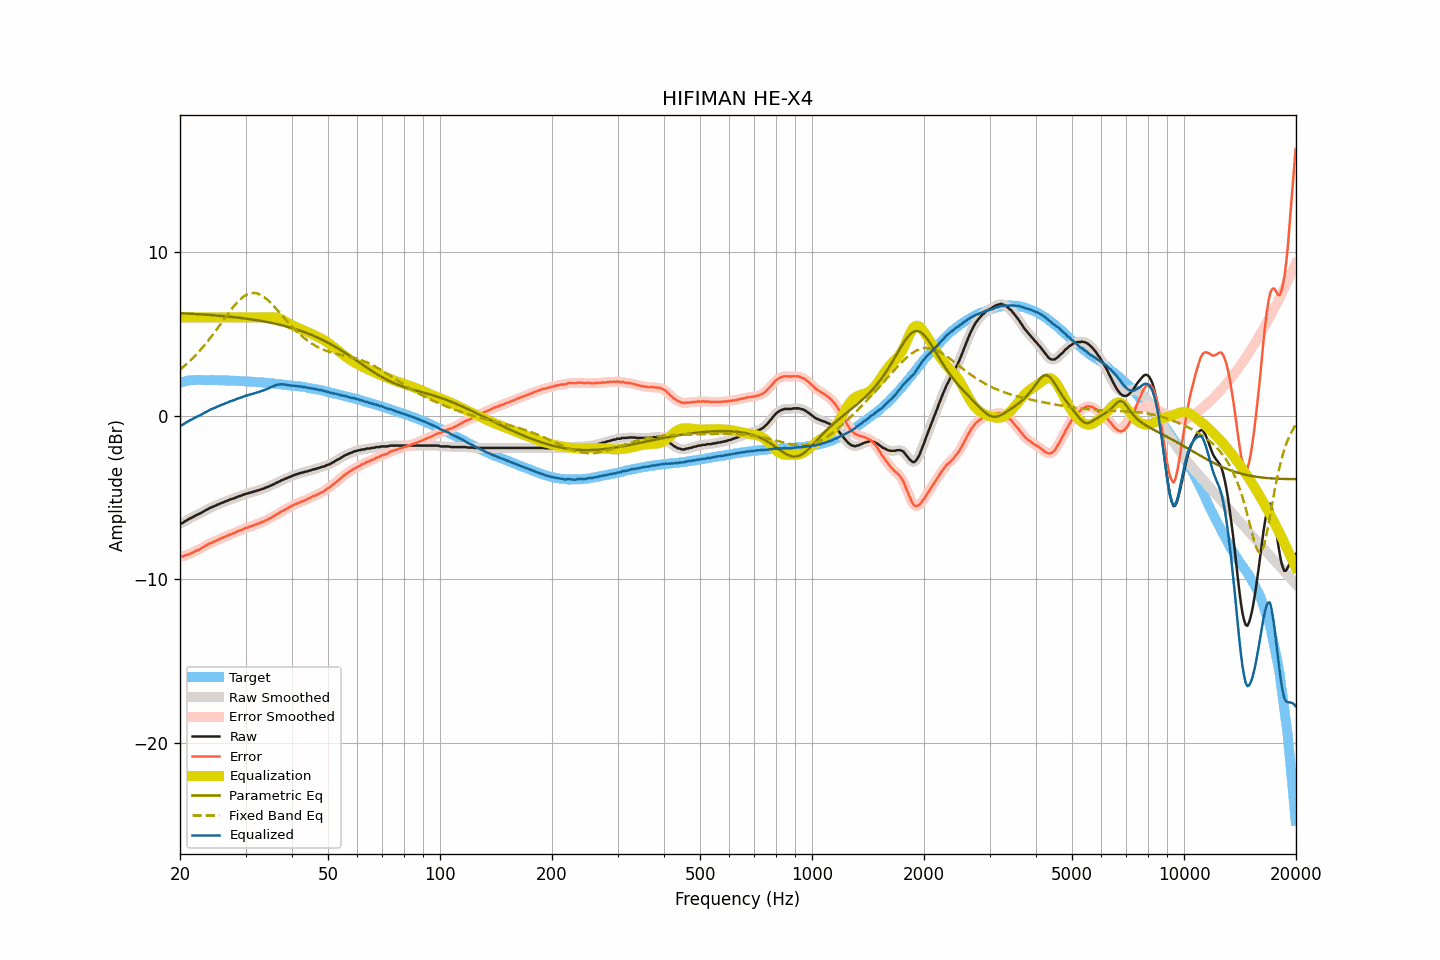 HIFIMAN HE-X4
Amplitude (dBr)
10
0
−10
−20
Target
Raw Smoothed
Error Smoothed
Raw
Error
Equalization
Parametric Eq
Fixed Band Eq
Equalized
20 50 100 200 500 1000 2000 5000 10000 20000
Frequency (Hz)